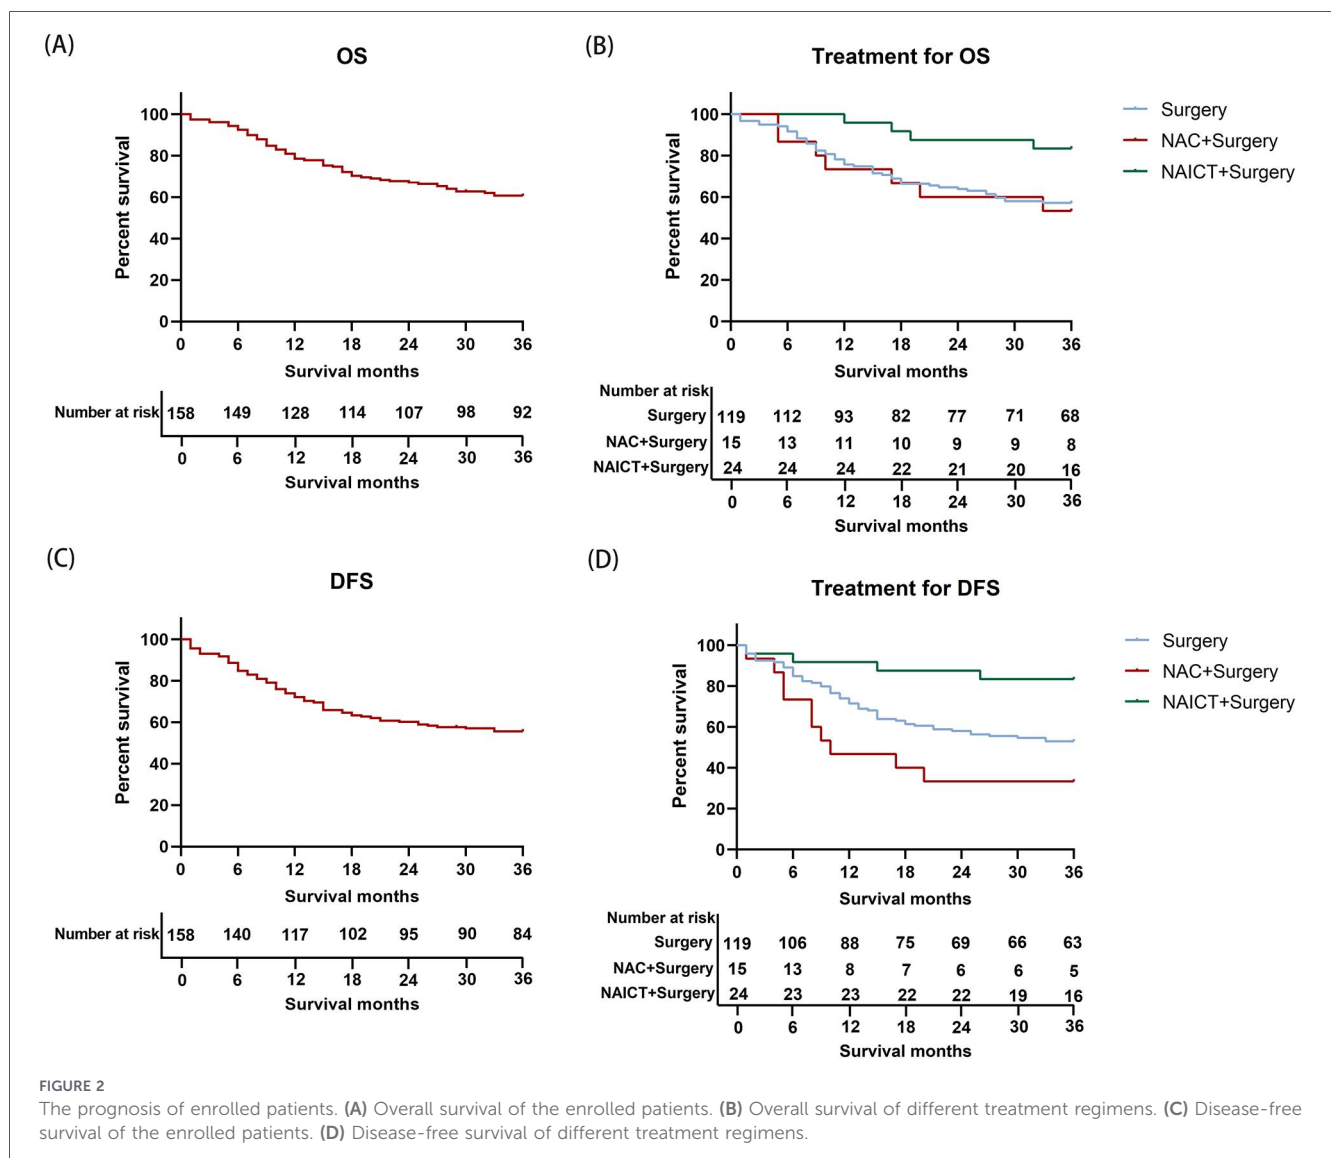 (A)
OS
Percent survival
100
80
60
40
20
0
0 6 12 18 24 30 36
Survival months
Number at risk 158 149 128 114 107 98 92
0 6 12 18 24 30 36
Survival months
(B)
Treatment for OS
Percent survival
100
80
60
40
20
0
0 6 12 18 24 30 36
Survival months
Surgery
NAC+Surgery
NAICT+Surgery
Number at risk
Surgery 119 112 93 82 77 71 68
NAC+Surgery 15 13 11 10 9 9 8
NAICT+Surgery 24 24 24 22 21 20 16
0 6 12 18 24 30 36
Survival months
(C)
DFS
Percent survival
100
80
60
40
20
0
0 6 12 18 24 30 36
Survival months
Number at risk 158 140 117 102 95 90 84
0 6 12 18 24 30 36
Survival months
(D)
Treatment for DFS
Percent survival
100
80
60
40
20
0
0 6 12 18 24 30 36
Survival months
Surgery
NAC+Surgery
NAICT+Surgery
Number at risk
Surgery 119 106 88 75 69 66 63
NAC+Surgery 15 13 8 7 6 6 5
NAICT+Surgery 24 23 23 22 22 19 16
0 6 12 18 24 30 36
Survival months
FIGURE 2
The prognosis of enrolled patients. (A) Overall survival of the enrolled patients. (B) Overall survival of different treatment regimens. (C) Disease-free
survival of the enrolled patients. (D) Disease-free survival of different treatment regimens.